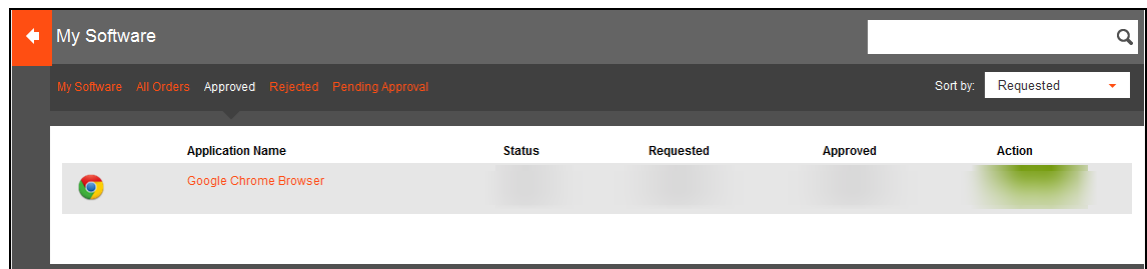 My Software
My Software All Orders Approved Rejected Pending Approval Sort by: Requested
Application Name Status Requested Approved Action
Google Chrome Browser